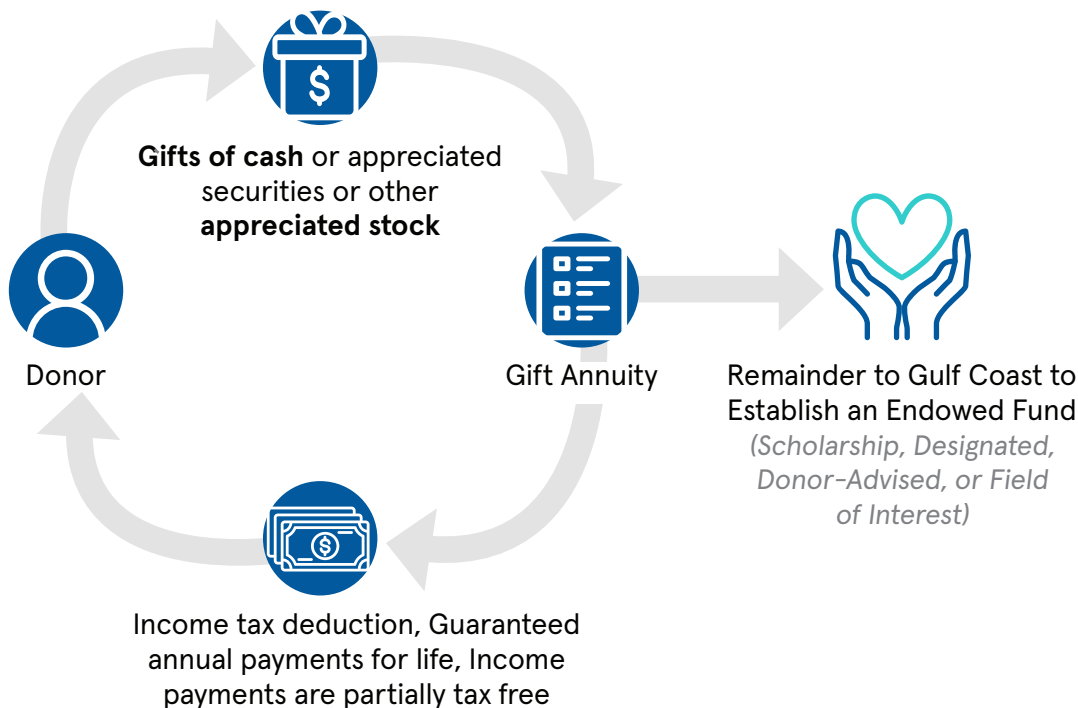 $
Gifts of cash or appreciated
securities or other
appreciated stock
Donor
Gift Annuity
Remainder to Gulf Coast to
Establish an Endowed Fund
(Scholarship, Designated,
Donor-Advised, or Field
of Interest)
$
Income tax deduction, Guaranteed
annual payments for life, Income
payments are partially tax free